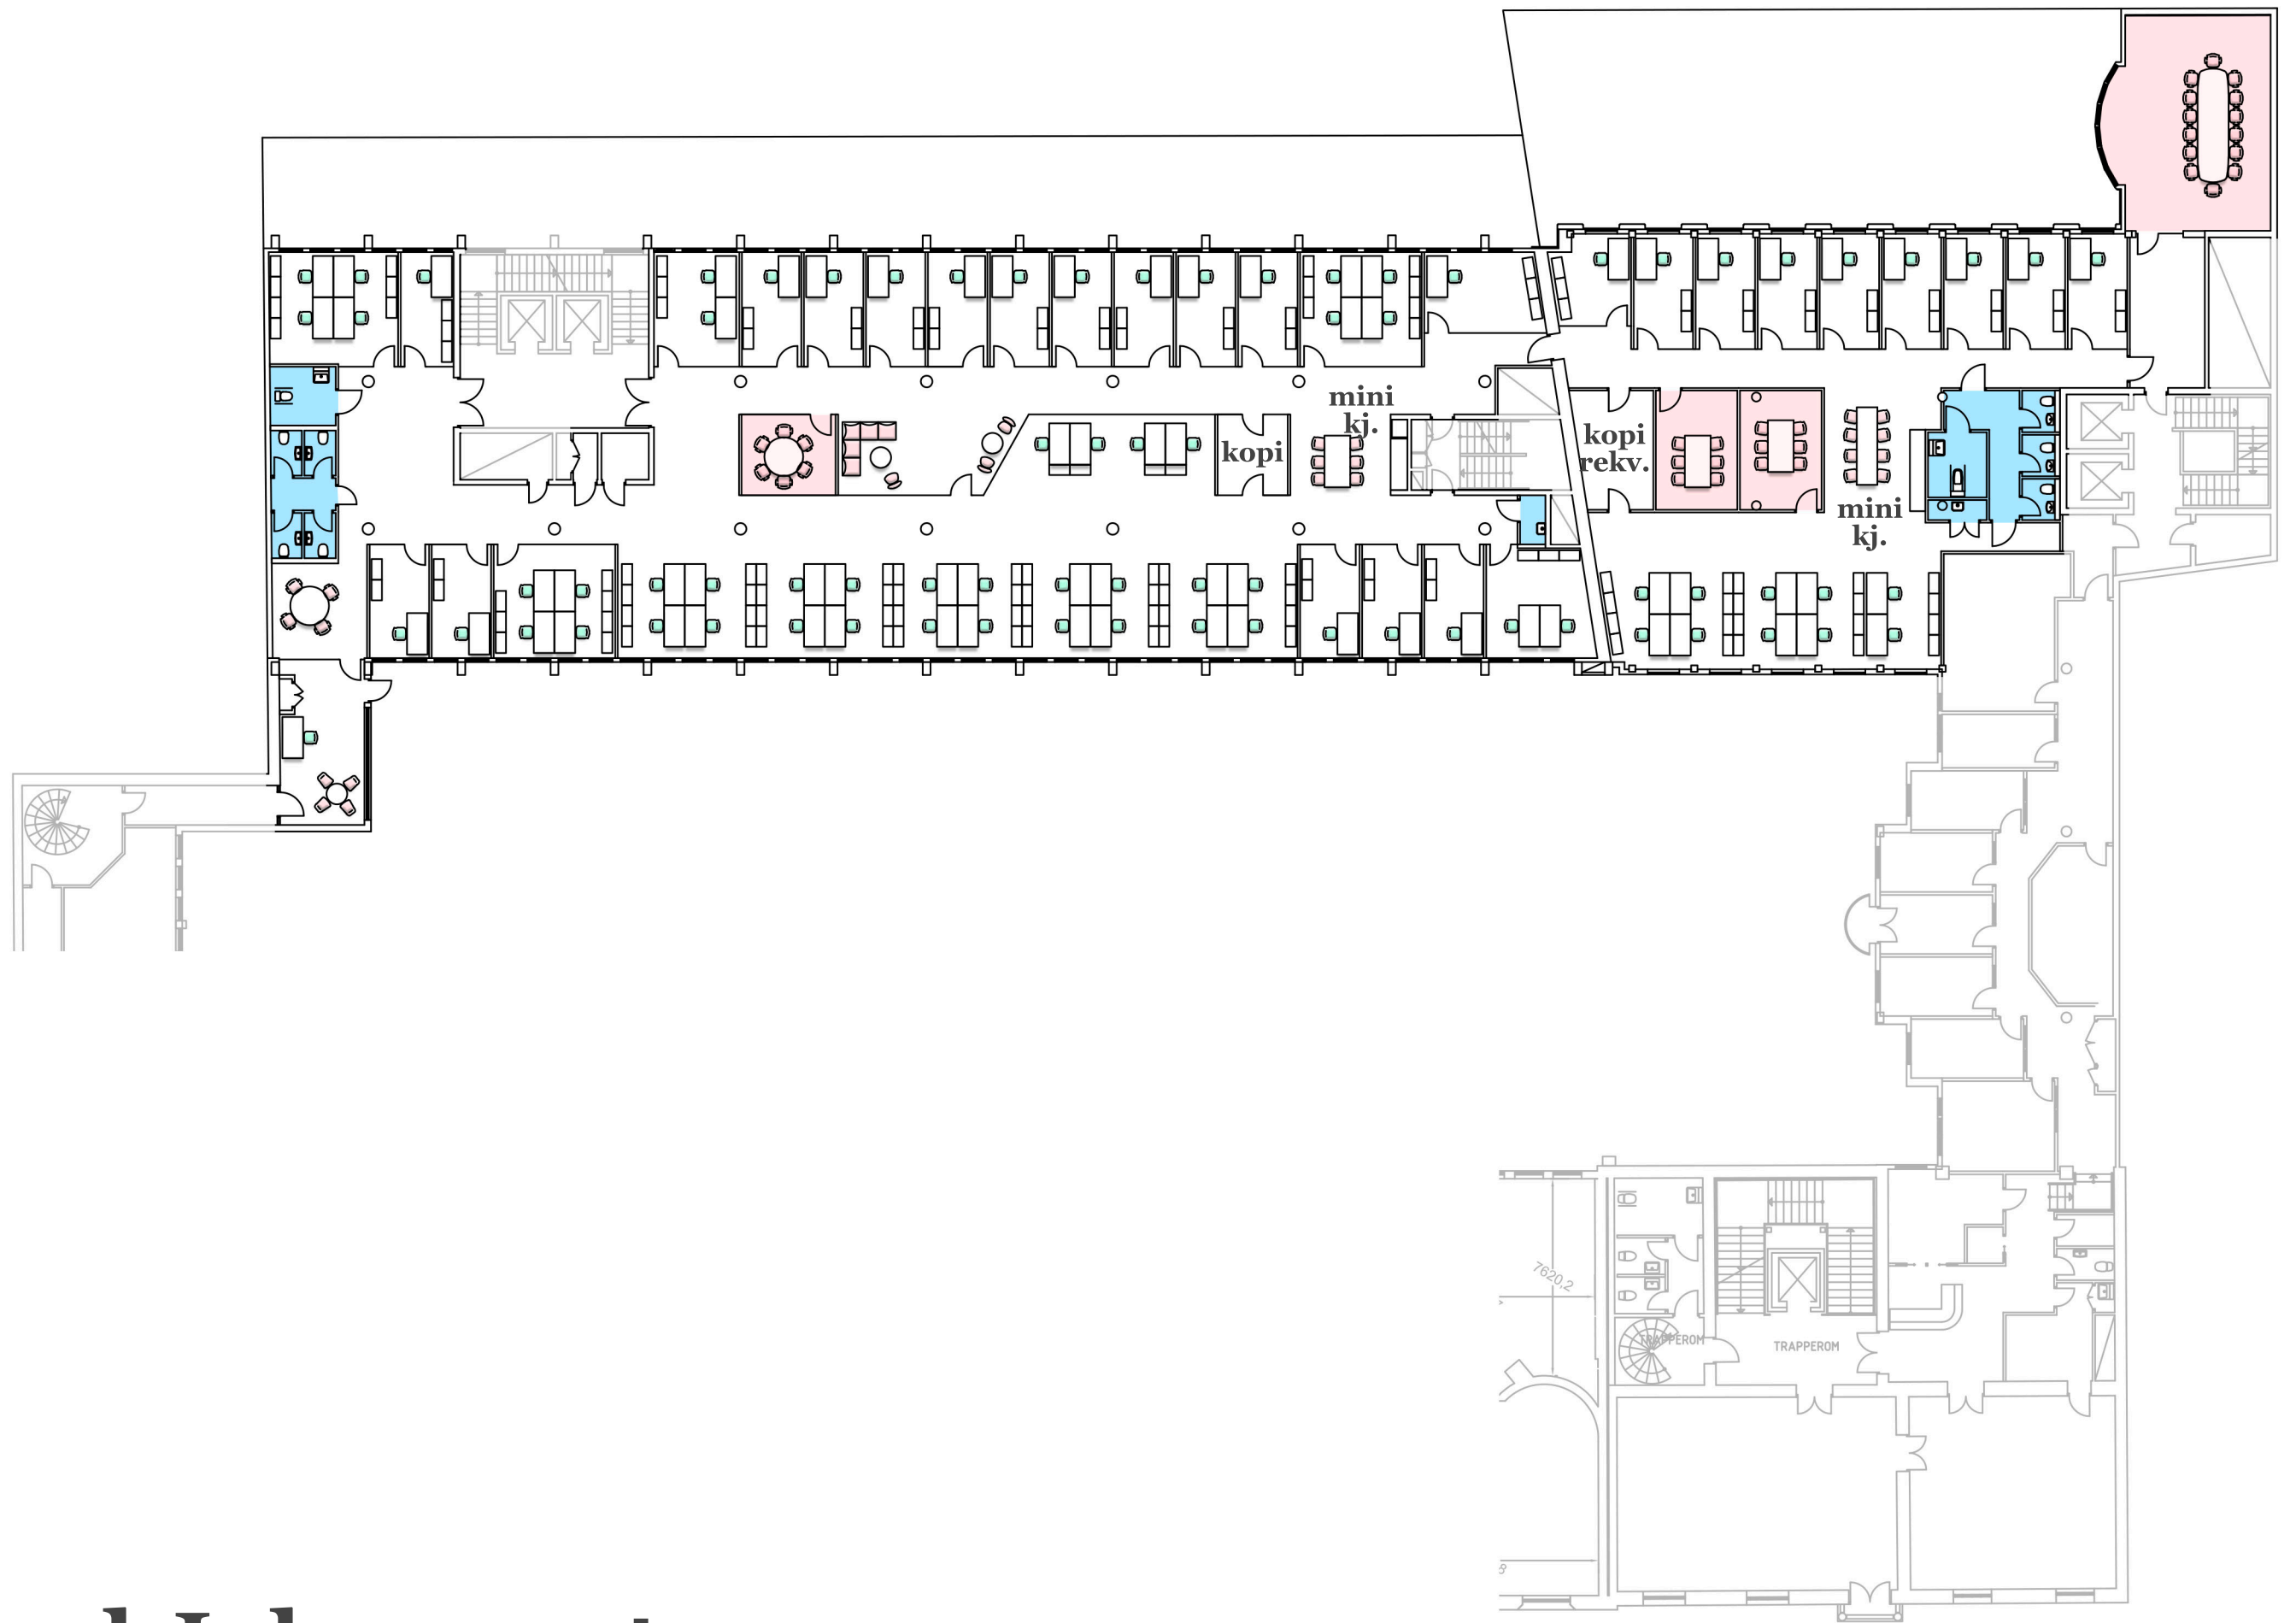 mini
kj.
kopi
kopi
rekv.
mini
kj.
7620,2
TRAPPEROM
TRAPPEROM